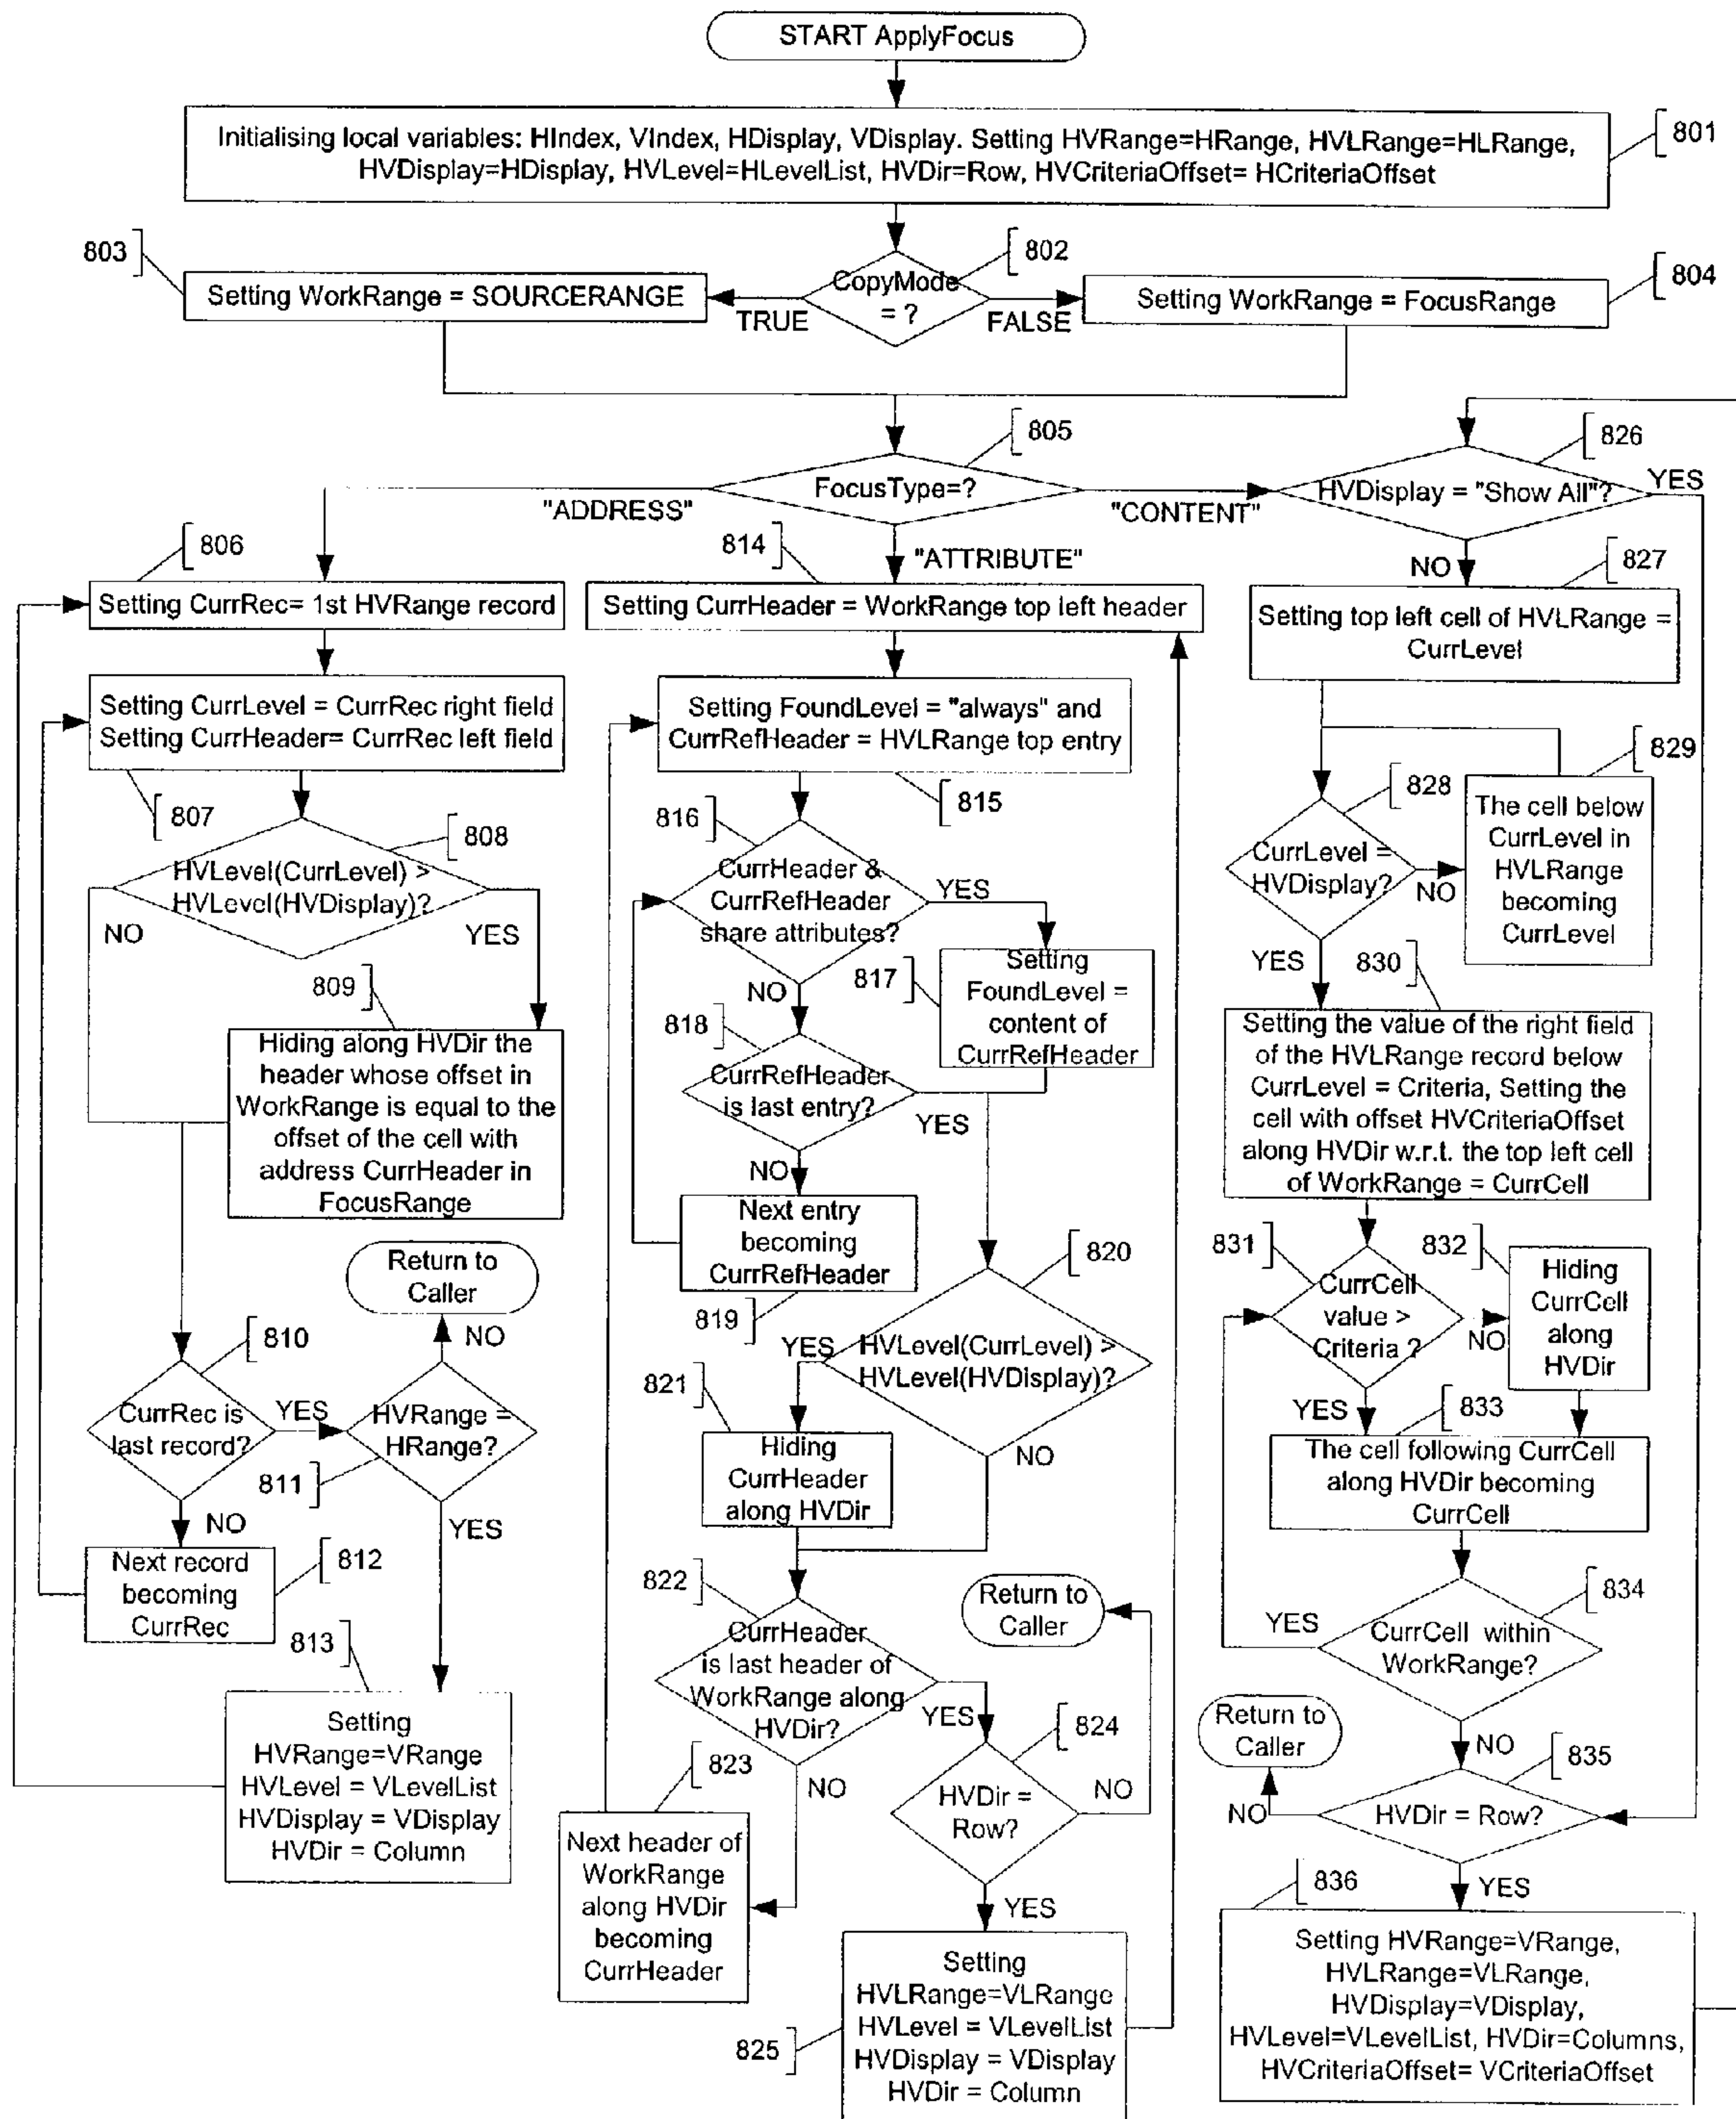 START ApplyFocus
Initialising local variables: HIndex, VIndex, HDisplay, VDisplay. Setting HVRange=HRange, HVLRange=HLRange,
HVDisplay=HDisplay, HVLevel=HLevelList, HVDir=Row, HVCriteriaOffset= HCriteriaOffset
801
803
802
804
Setting WorkRange = SOURCERANGE
CopyMode
= ?
TRUE
FALSE
Setting WorkRange = FocusRange
805
FocusType=?
"ADDRESS"
"ATTRIBUTE"
"CONTENT"
806
Setting CurrRec= 1st HVRange record
Setting CurrLevel = CurrRec right field
Setting CurrHeader= CurrRec left field
807
808
HVLevel(CurrLevel) >
HVLevel(HVDisplay)?
NO
YES
809
Hiding along HVDir the
header whose offset in
WorkRange is equal to the
offset of the cell with
address CurrHeader in
FocusRange
Return to
Caller
NO
810
CurrRec is
last record?
YES
HVRange =
HRange?
811
NO
YES
Next record
becoming
CurrRec
812
813
Setting
HVRange=VRange
HVLevel = VLevelList
HVDisplay = VDisplay
HVDir = Column
814
Setting CurrHeader = WorkRange top left header
Setting FoundLevel = "always" and
CurrRefHeader = HVLRange top entry
815
816
CurrHeader &
CurrRefHeader
share attributes?
YES
NO
817
Setting
FoundLevel =
content of
CurrRefHeader
818
CurrRefHeader
is last entry?
YES
NO
Next entry
becoming
CurrRefHeader
819
820
HVLevel(CurrLevel) >
HVLevel(HVDisplay)?
YES
NO
821
Hiding
CurrHeader
along HVDir
822
CurrHeader
is last header of
WorkRange along
HVDir?
YES
NO
Return to
Caller
823
Next header of
WorkRange
along HVDir
becoming
CurrHeader
824
HVDir =
Row?
NO
YES
825
Setting
HVLRange=VLRange
HVLevel = VLevelList
HVDisplay = VDisplay
HVDir = Column
826
HVDisplay = "Show All"?
YES
NO
827
Setting top left cell of HVLRange =
CurrLevel
828
CurrLevel =
HVDisplay?
NO
YES
829
The cell below
CurrLevel in
HVLRange
becoming
CurrLevel
830
Setting the value of the right field
of the HVLRange record below
CurrLevel = Criteria, Setting the
cell with offset HVCriteriaOffset
along HVDir w.r.t. the top left cell
of WorkRange = CurrCell
831
CurrCell
value >
Criteria ?
NO
YES
832
Hiding
CurrCell
along
HVDir
833
The cell following CurrCell
along HVDir becoming
CurrCell
834
CurrCell within
WorkRange?
YES
NO
Return to
Caller
835
HVDir = Row?
NO
YES
836
Setting HVRange=VRange,
HVLRange=VLRange,
HVDisplay=VDisplay,
HVLevel=VLevelList, HVDir=Columns,
HVCriteriaOffset= VCriteriaOffset